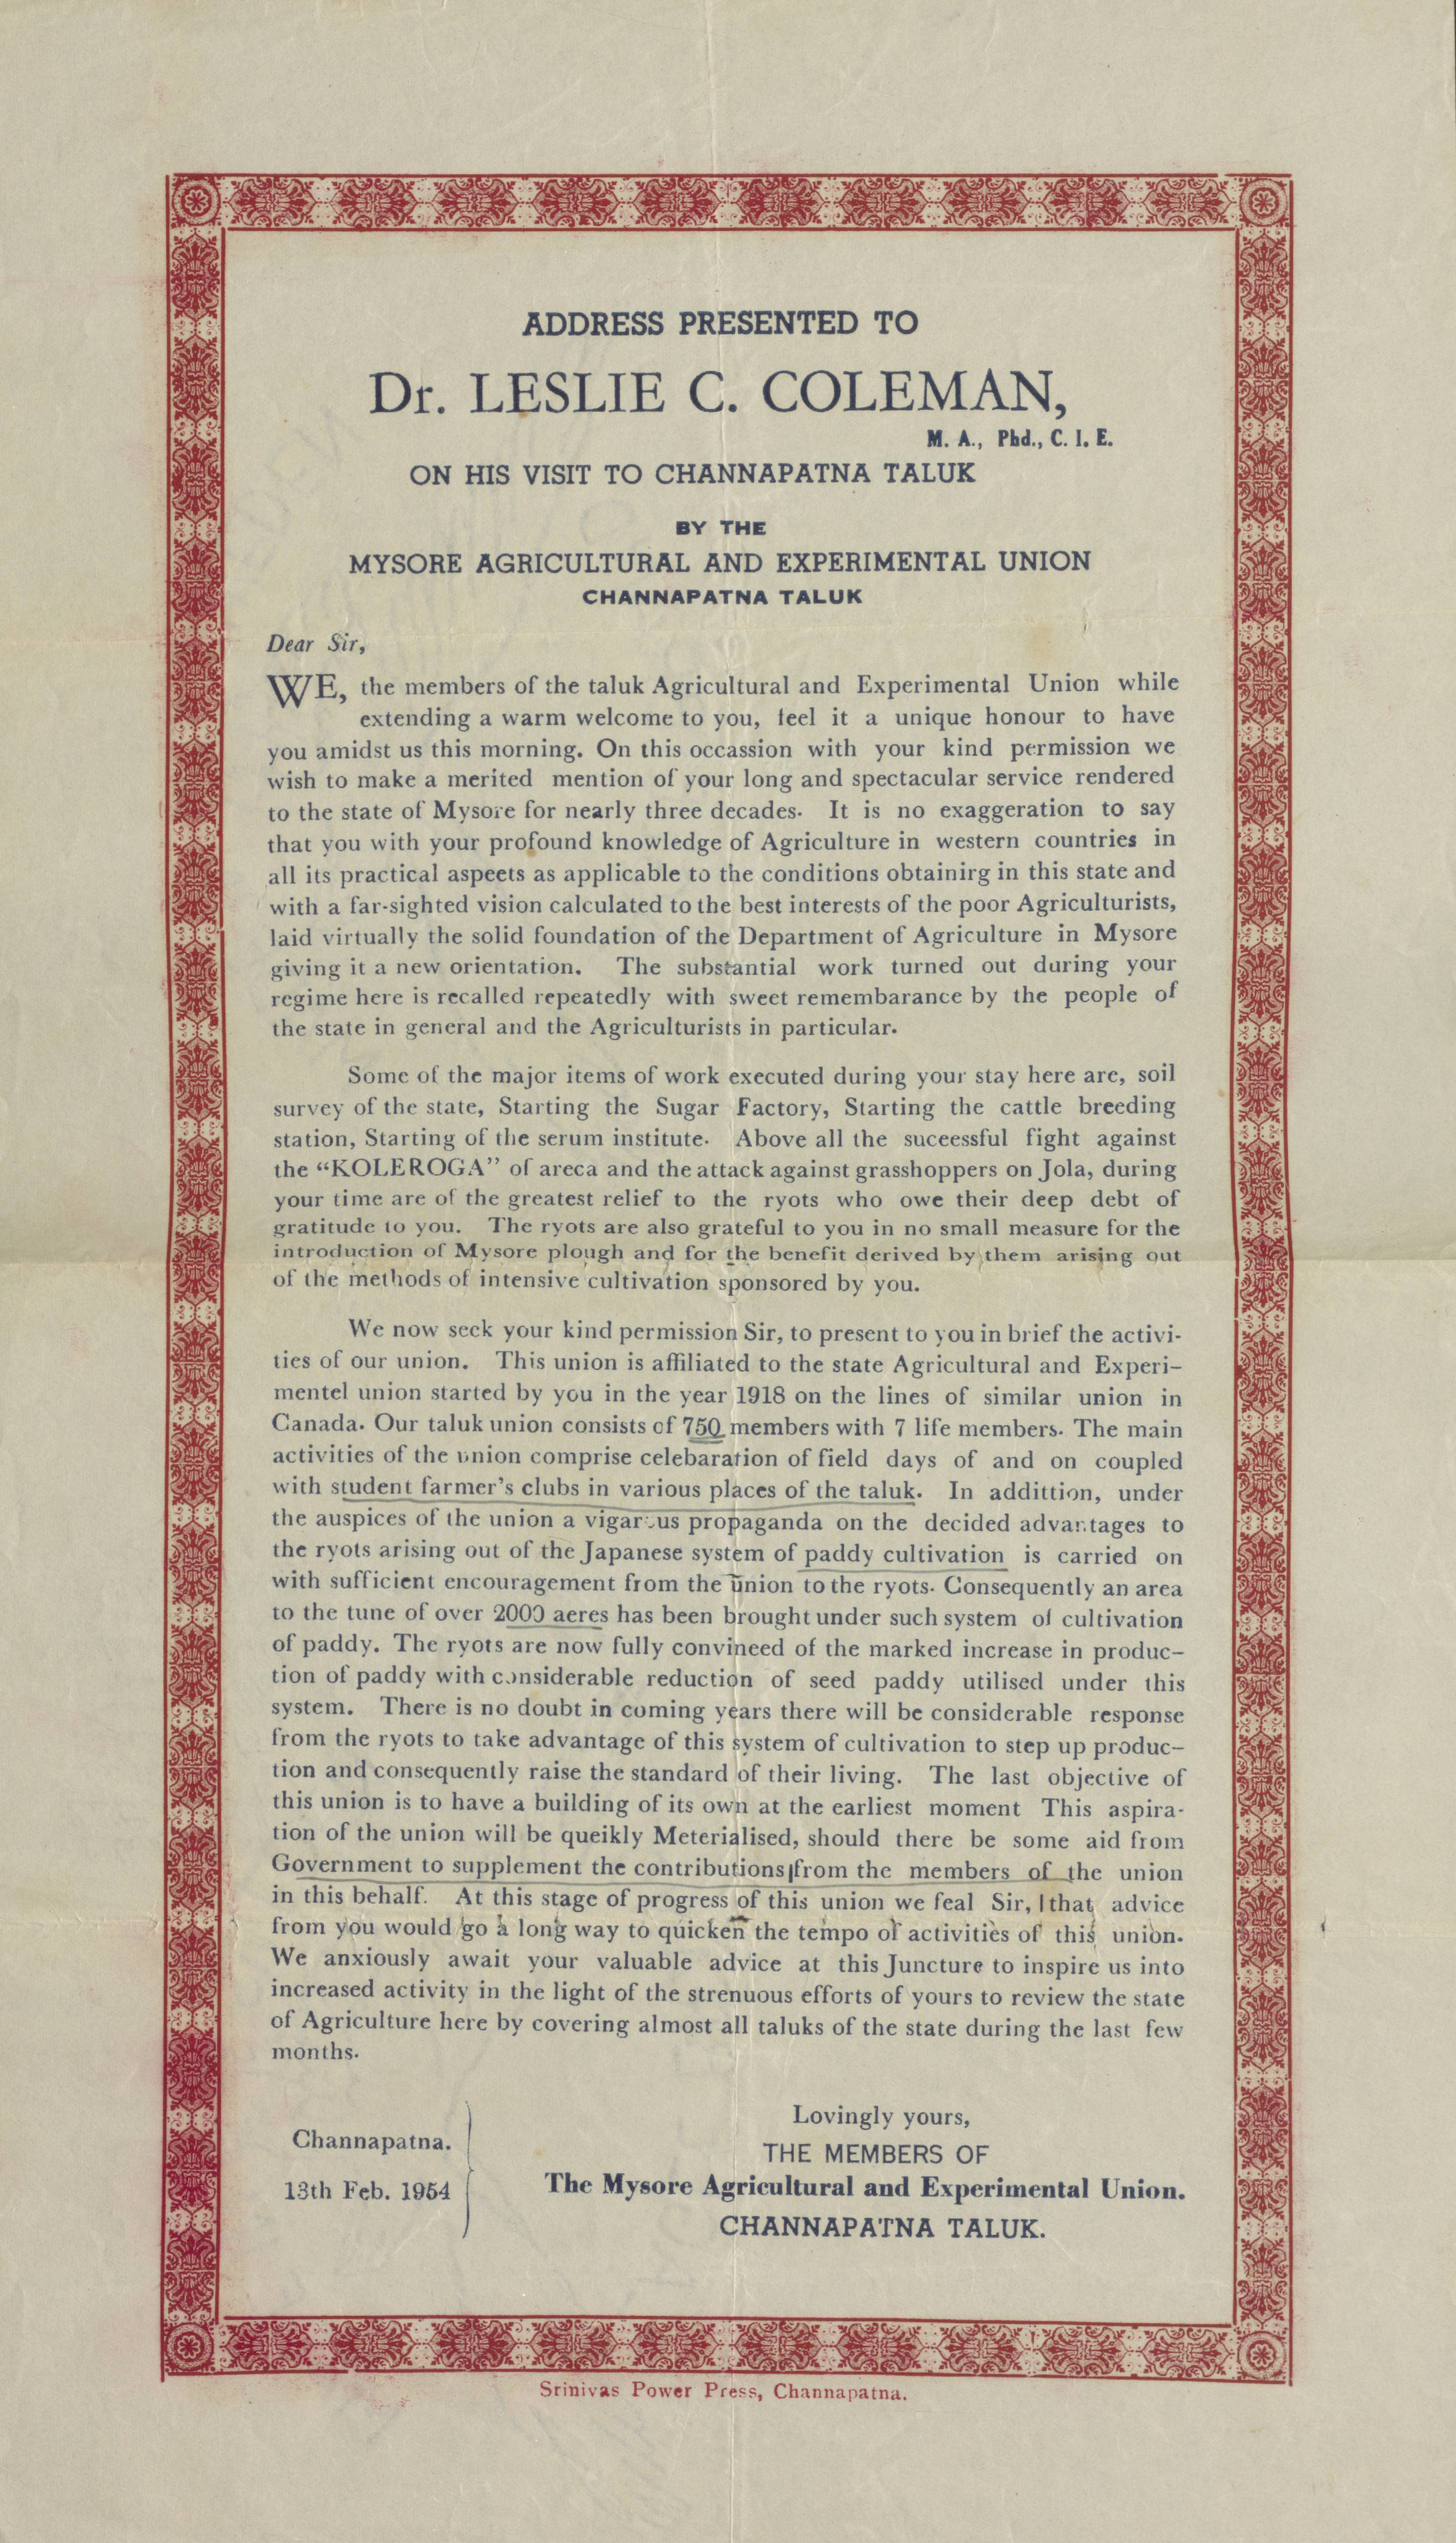 ADDRESS PRESENTED TO
Dr. LESLIE C. COLEMAN,
M. A., Phd., C. I. E.
ON HIS VISIT TO CHANNAPATNA TALUK
BY THE
MYSORE AGRICULTURAL AND EXPERIMENTAL UNION
CHANNAPATNA TALUK
Dear Sir,
WE, the members of the taluk Agricultural and Experimental Union while
extending a warm welcome to you, feel it a unique honour to have
you amidst us this morning. On this occassion with your kind permission we
wish to make a merited mention of your long and spectacular service rendered
to the state of Mysore for nearly three decades. It is no exaggeration to say
that you with your profound knowledge of Agriculture in western countries in
all its practical aspeets as applicable to the conditions obtainirg in this state and
with a far-sighted vision calculated to the best interests of the poor Agriculturists,
laid virtually the solid foundation of the Department of Agriculture in Mysore
giving it a new orientation. The substantial work turned out during your
regime here is recalled repeatedly with sweet remembarance by the people of
the state in general and the Agriculturists in particular.
Some of the major items of work executed during your stay here are, soil
survey of the state, Starting the Sugar Factory, Starting the cattle breeding
station, Starting of the serum institute. Above all the suceessful fight against
the "KOLEROGA" of areca and the attack against grasshoppers on Jola, during
your time are of the greatest relief to the ryots who owe their deep debt of
gratitude to you. The ryots are also grateful to you in no small measure for the
introduction of Mysore plough and for the benefit derived by them arising out
of the methods of intensive cultivation sponsored by you.
We now seek your kind permission Sir, to present to you in brief the activi-
ties of our union. This union is affiliated to the state Agricultural and Experi-
mentel union started by you in the year 1918 on the lines of similar union in
Canada. Our taluk union consists of 750 members with 7 life members. The main
activities of the union comprise celebaration of field days of and on coupled
with student farmer's clubs in various places of the taluk. In addittion, under
the auspices of the union a vigarous propaganda on the decided advantages to
the ryots arising out of the Japanese system of paddy cultivation is carried on
with sufficient encouragement from the union to the ryots. Consequently an area
to the tune of over 2000 aeres has been brought under such system of cultivation
of paddy. The ryots are now fully convineed of the marked increase in produc-
tion of paddy with considerable reduction of seed paddy utilised under this
system. There is no doubt in coming years there will be considerable response
from the ryots to take advantage of this system of cultivation to step up produc-
tion and consequently raise the standard of their living. The last objective of
this union is to have a building of its own at the earliest moment This aspira-
tion of the union will be queikly Meterialised, should there be some aid from
Government to supplement the contributions from the members of the union
in this behalf. At this stage of progress of this union we feal Sir, that advice
from you would go a long way to quicken the tempo of activities of this union.
We anxiously await your valuable advice at this Juncture to inspire us into
increased activity in the light of the strenuous efforts of yours to review the state
of Agriculture here by covering almost all taluks of the state during the last few
months.
Channapatna.
13th Feb. 1954
Lovingly yours,
THE MEMBERS OF
The Mysore Agricultural and Experimental Union.
CHANNAPATNA TALUK.
Srinivas Power Press, Channapatna.